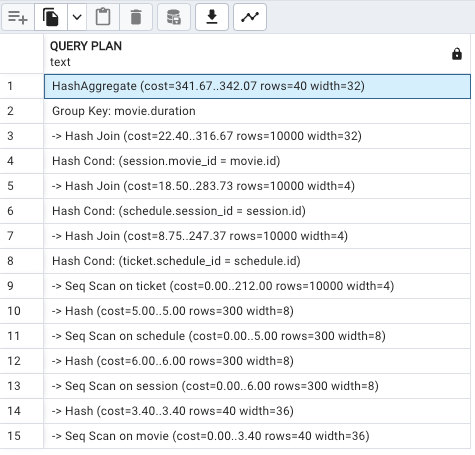 QUERY PLAN
text
1 HashAggregate (cost=341.67..342.07 rows=40 width=32)
2 Group Key: movie.duration
3 -> Hash Join (cost=22.40..316.67 rows=10000 width=32)
4 Hash Cond: (session.movie_id = movie.id)
5 -> Hash Join (cost=18.50..283.73 rows=10000 width=4)
6 Hash Cond: (schedule.session_id = session.id)
7 -> Hash Join (cost=8.75..247.37 rows=10000 width=4)
8 Hash Cond: (ticket.schedule_id = schedule.id)
9 -> Seq Scan on ticket (cost=0.00..212.00 rows=10000 width=4)
10 -> Hash (cost=5.00..5.00 rows=300 width=8)
11 -> Seq Scan on schedule (cost=0.00..5.00 rows=300 width=8)
12 -> Hash (cost=6.00..6.00 rows=300 width=8)
13 -> Seq Scan on session (cost=0.00..6.00 rows=300 width=8)
14 -> Hash (cost=3.40..3.40 rows=40 width=36)
15 -> Seq Scan on movie (cost=0.00..3.40 rows=40 width=36)